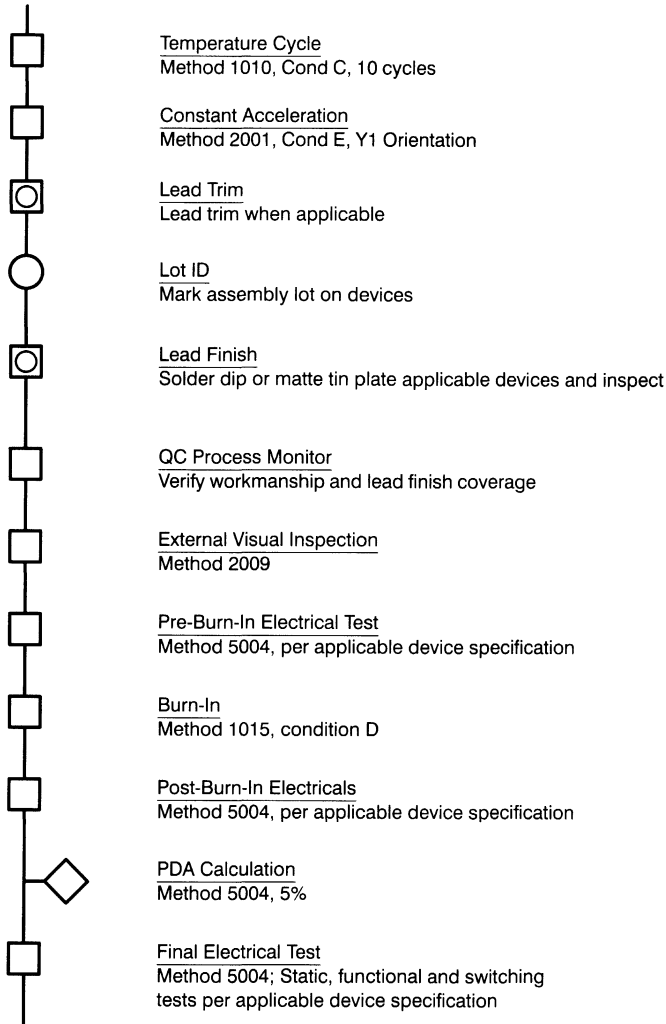 Temperature Cycle
Method 1010, Cond C, 10 cycles
Constant Acceleration
Method 2001, Cond E, Y1 Orientation
Lead Trim
Lead trim when applicable
Lot ID
Mark assembly lot on devices
Lead Finish
Solder dip or matte tin plate applicable devices and inspect
QC Process Monitor
Verify workmanship and lead finish coverage
External Visual Inspection
Method 2009
Pre-Burn-In Electrical Test
Method 5004, per applicable device specification
Burn-In
Method 1015, condition D
Post-Burn-In Electricals
Method 5004, per applicable device specification
PDA Calculation
Method 5004, 5%
Final Electrical Test
Method 5004; Static, functional and switching
tests per applicable device specification